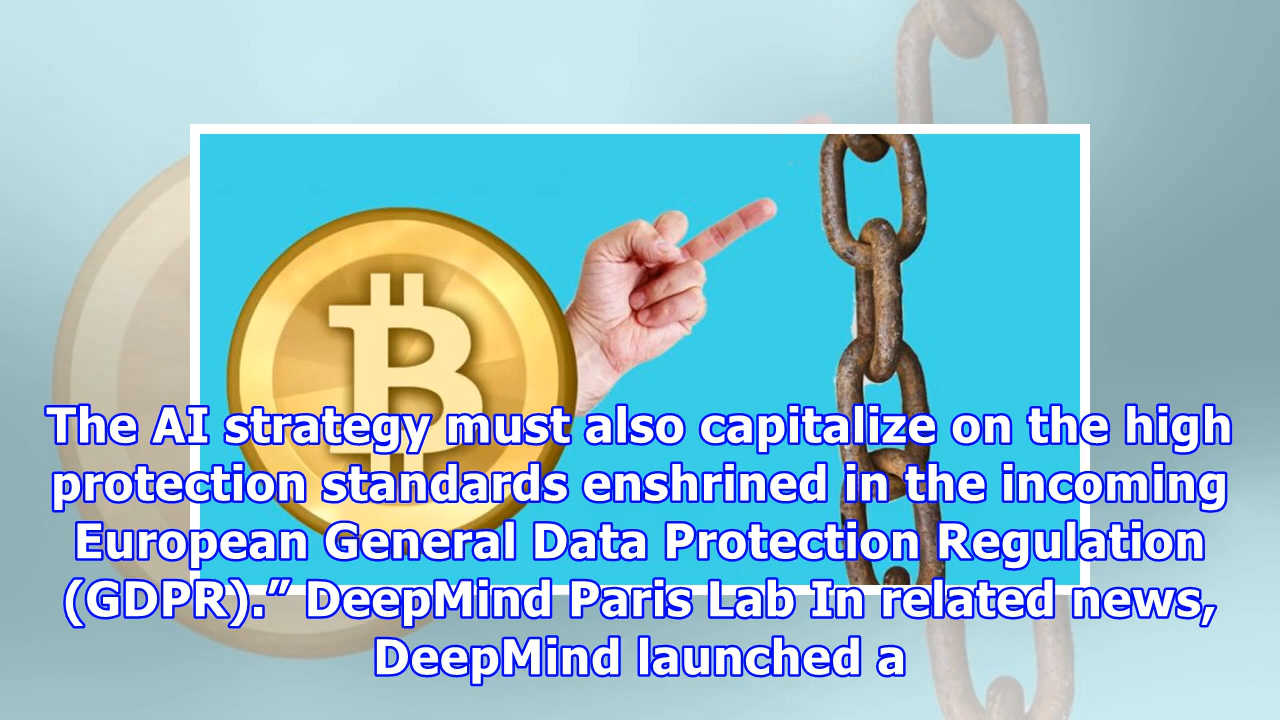 The AI strategy must also capitalize on the high
protection standards enshrined in the incoming
European General Data Protection Regulation
(GDPR).” DeepMind Paris Lab In related news,
DeepMind launched a